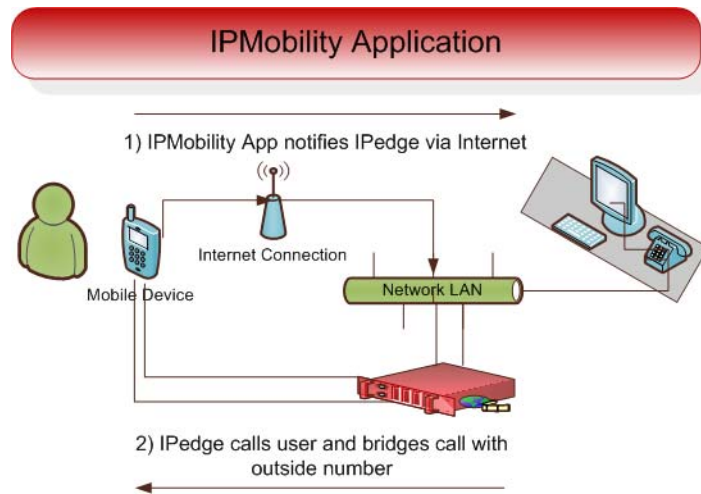 IPMobility Application
1) IPMobility App notifies IPedge via Internet
Internet Connection
Mobile Device
Network LAN
2) IPedge calls user and bridges call with
outside number